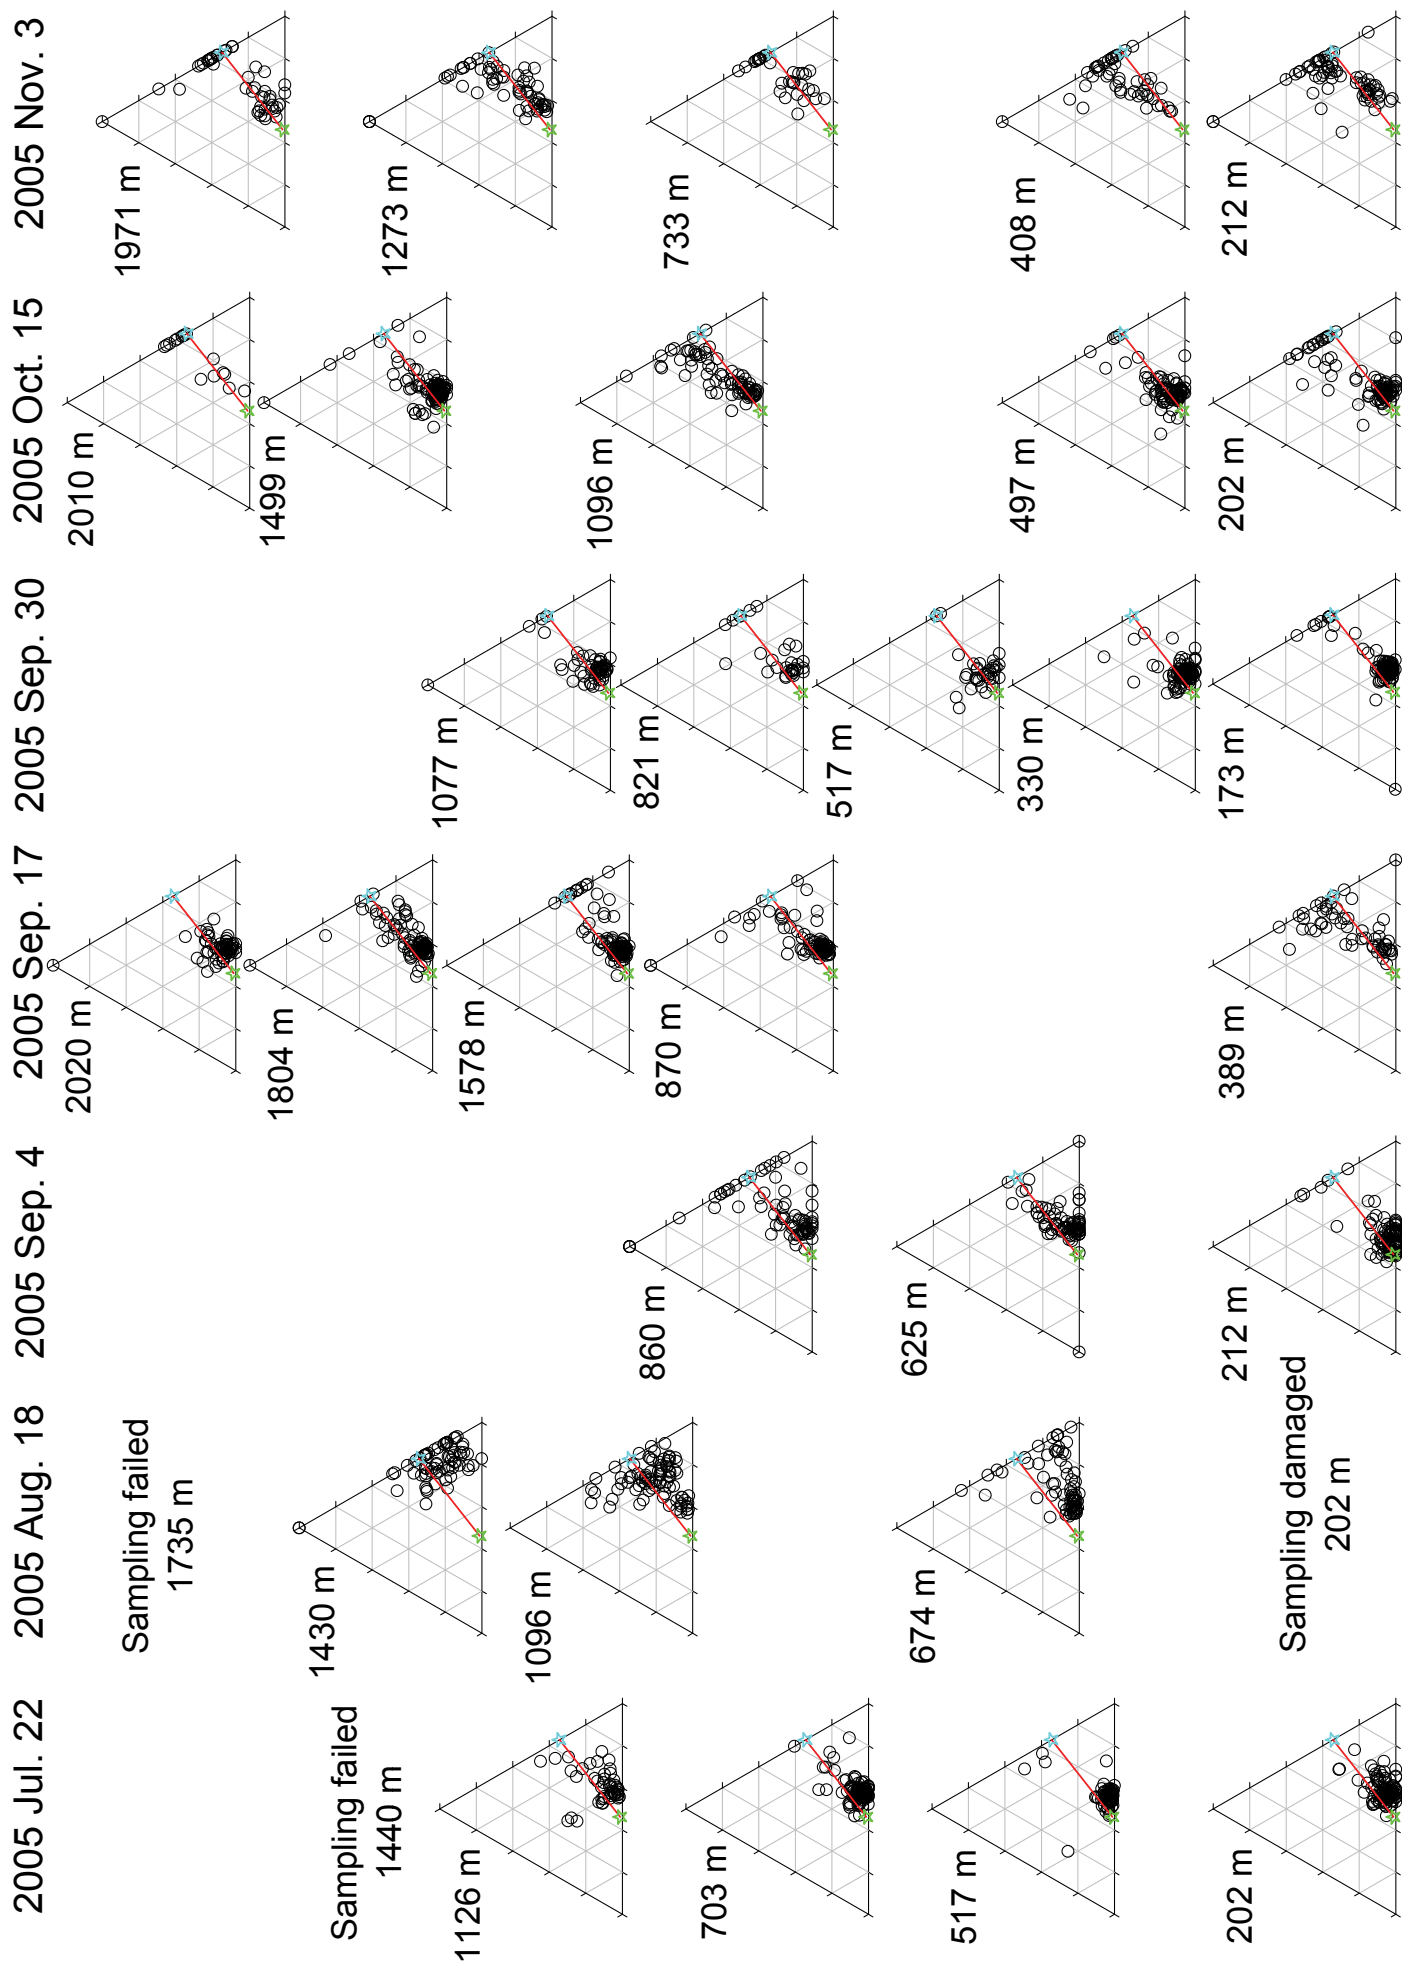 2005 Jul. 22
Sampling failed
1440 m
1126 m
703 m
517 m
202 m
2005 Aug. 18
Sampling failed
1735 m
1430 m
1096 m
674 m
Sampling damaged
202 m
2005 Sep. 4
860 m
625 m
212 m
2005 Sep. 17
2020 m
1804 m
1578 m
870 m
389 m
2005 Sep. 30
1077 m
821 m
517 m
330 m
173 m
2005 Oct. 15
2010 m
1499 m
1096 m
497 m
202 m
2005 Nov. 3
1971 m
1273 m
733 m
408 m
212 m